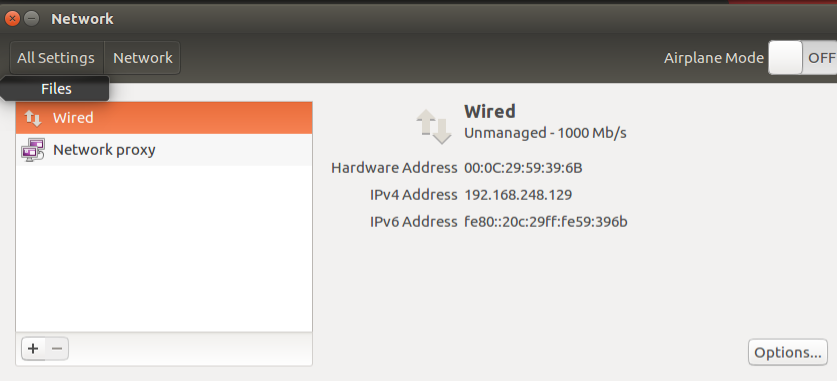 Network
All Settings Network
Airplane Mode OFF
Files
Wired
Network proxy
Wired
Unmanaged - 1000 Mb/s
Hardware Address 00:0C:29:59:39:6B
IPv4 Address 192.168.248.129
IPv6 Address fe80::20c:29ff:fe59:396b
Options...